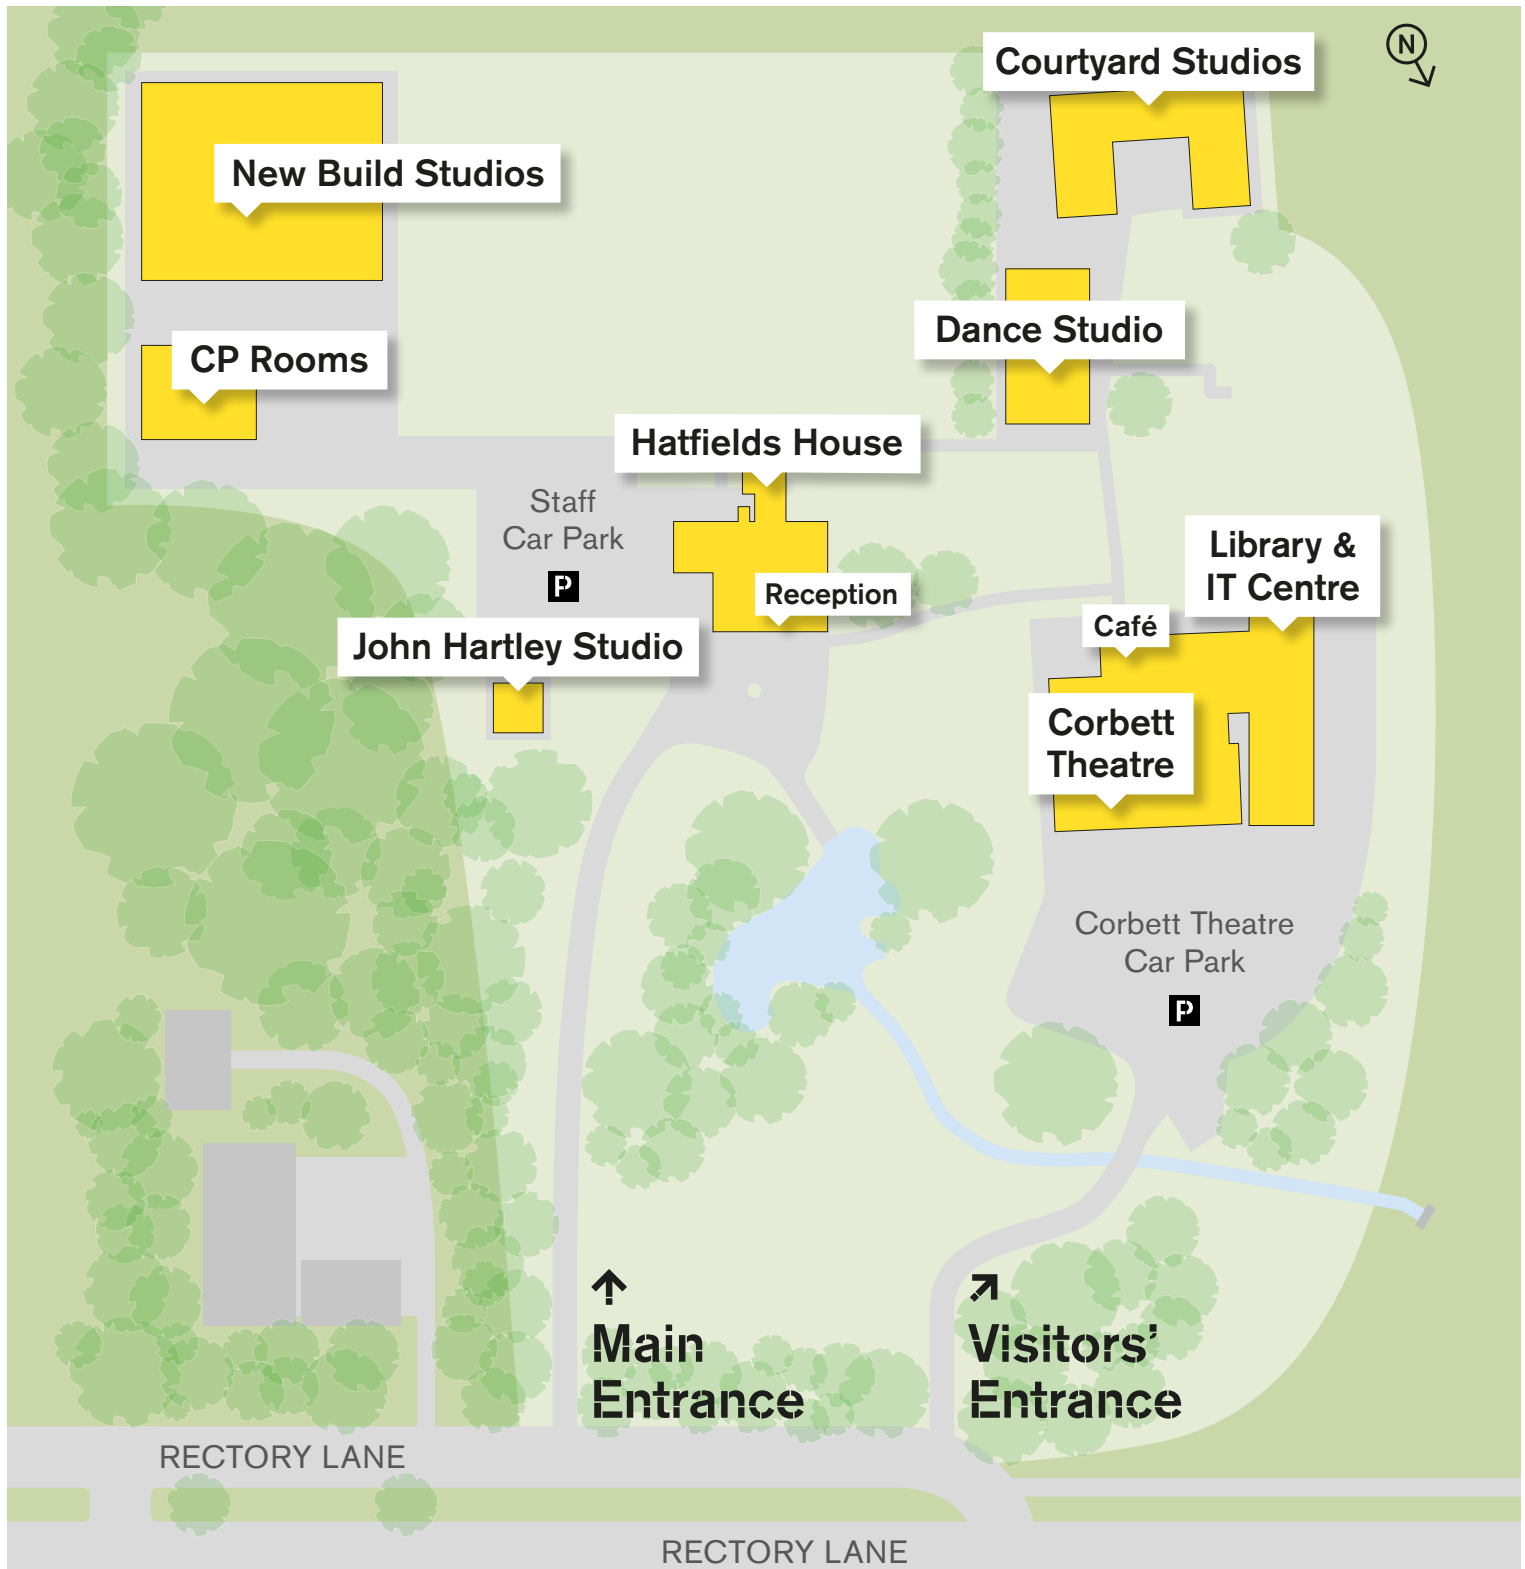 N
Courtyard Studios
New Build Studios
Dance Studio
CP Rooms
Hatfields House
Staff
Car Park
P
Library &
IT Centre
Reception
Café
John Hartley Studio
Corbett
Theatre
Corbett Theatre
Car Park
P
Main
Entrance
Visitors’
Entrance
RECTORY LANE
RECTORY LANE